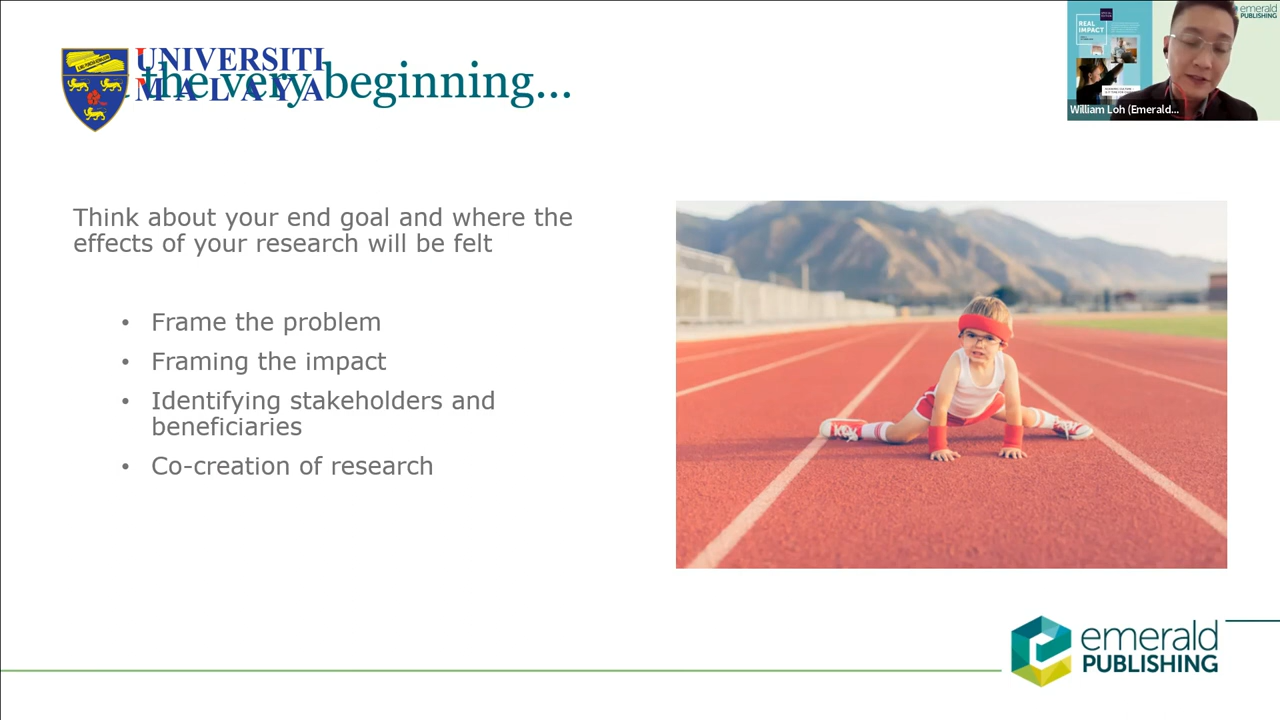 UNIVERSITI
MALAYA
the very beginning...
emerald
PUBLISHING
REAL
IMPACT
William Loh (Emerald...
Think about your end goal and where the
effects of your research will be felt
• Frame the problem
• Framing the impact
• Identifying stakeholders and
beneficiaries
• Co-creation of research
emerald
PUBLISHING